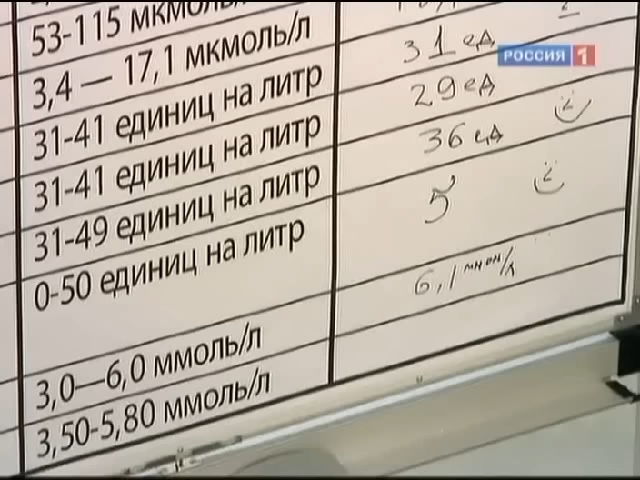 53-115 мкмоль/л
3,4 — 17,1 мкмоль/л
31 ед
РОССИЯ 1
31-41 единиц на литр
29 ед
31-41 единиц на литр
36 ед
31-49 единиц на литр
5
0-50 единиц на литр
6,1
3,0—6,0 ммоль/л
3,50-5,80 ммоль/л